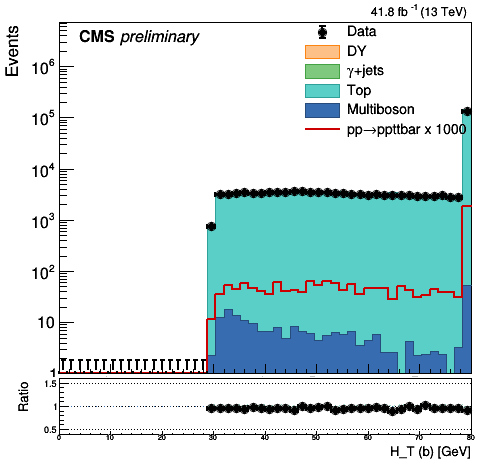 41.8 fb⁻¹ (13 TeV)
CMS preliminary
Data
DY
γ+jets
Top
Multiboson
pp→ppttbar x 1000
Events
10⁶
10⁵
10⁴
10³
10²
10
1
Ratio
1.5
1
0.5
0 10 20 30 40 50 60 70 80
H_T (b) [GeV]